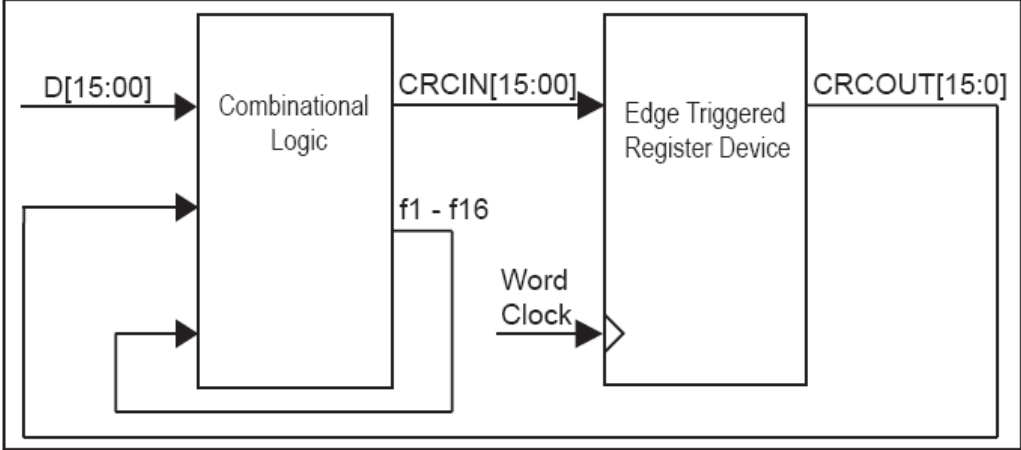 D[15:00]
Combinational
Logic
CRCIN[15:00]
f1 - f16
Edge Triggered
Register Device
Word
Clock
CRCOUT[15:0]